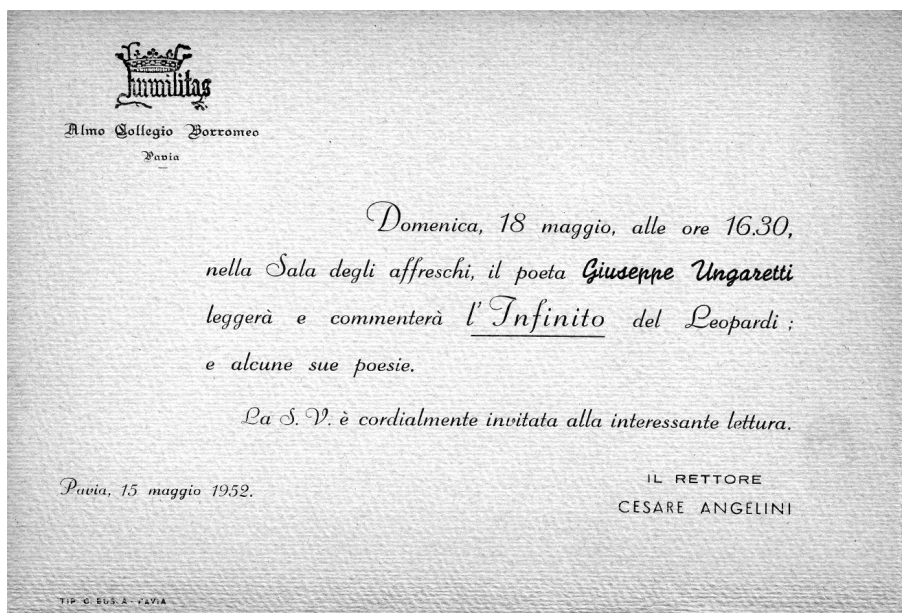 humilitas
Almo Collegio Borromeo
Pavia
Domenica, 18 maggio, alle ore 16.30,
nella Sala degli affreschi, il poeta Giuseppe Ungaretti
leggerà e commenterà l'Infinito del Leopardi ;
e alcune sue poesie.
La S. V. è cordialmente invitata alla interessante lettura.
Pavia, 15 maggio 1952.
IL RETTORE
CESARE ANGELINI
TIP. - PAVIA